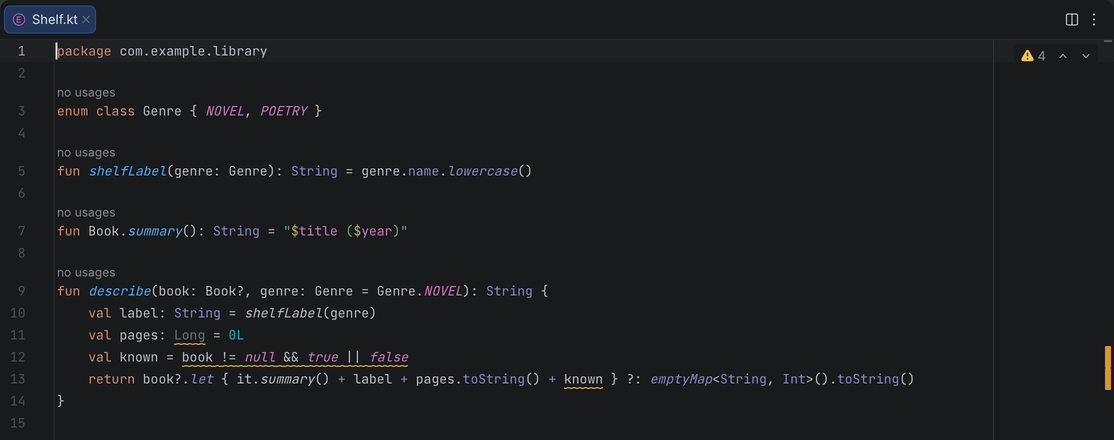 Shelf.kt
4
1 package com.example.library
2
no usages
3 enum class Genre { NOVEL, POETRY }
4
no usages
5 fun shelfLabel(genre: Genre): String = genre.name.lowercase()
6
no usages
7 fun Book.summary(): String = "$title ($year)"
8
no usages
9 fun describe(book: Book?, genre: Genre = Genre.NOVEL): String {
10     val label: String = shelfLabel(genre)
11     val pages: Long = 0L
12     val known = book != null && true || false
13     return book?.let { it.summary() + label + pages.toString() + known } ?: emptyMap<String, Int>().toString()
14 }
15